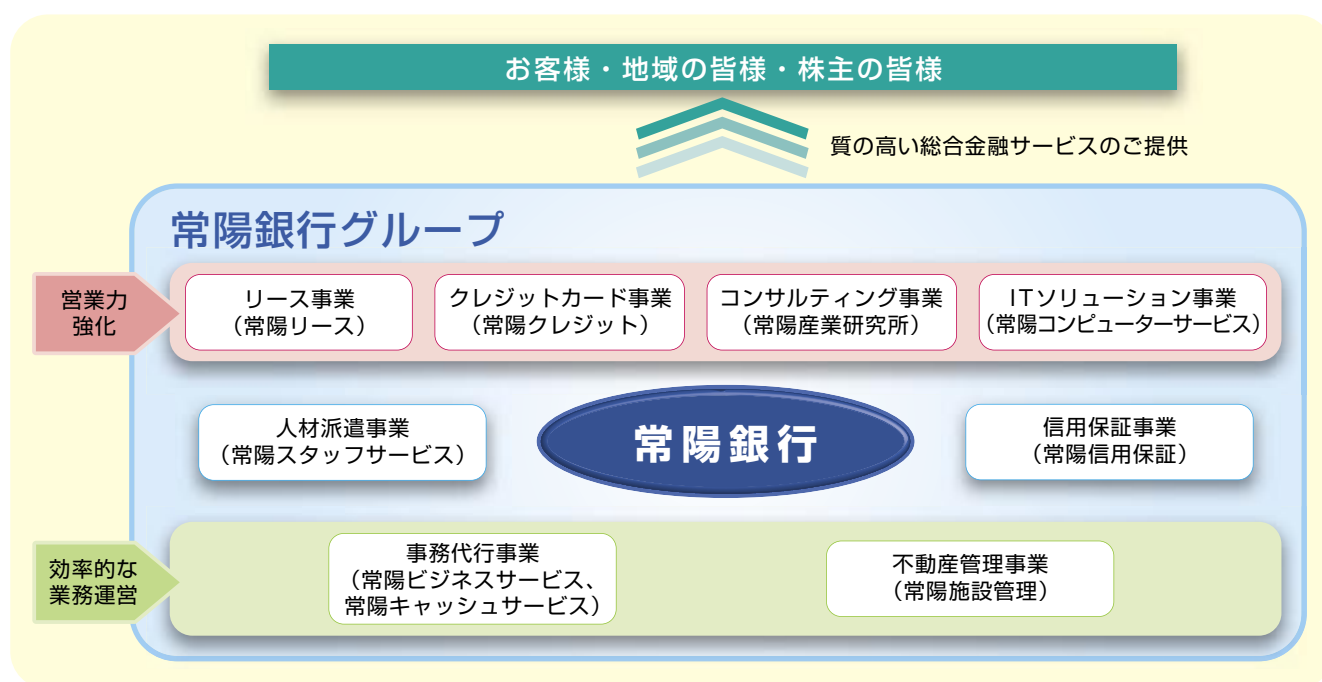 お客様・地域の皆様・株主の皆様
質の高い総合金融サービスのご提供
常陽銀行グループ
営業力
強化
リース事業
（常陽リース）
クレジットカード事業
（常陽クレジット）
コンサルティング事業
（常陽産業研究所）
ITソリューション事業
（常陽コンピューターサービス）
人材派遣事業
（常陽スタッフサービス）
常陽銀行
信用保証事業
（常陽信用保証）
効率的な
業務運営
事務代行事業
（常陽ビジネスサービス、
常陽キャッシュサービス）
不動産管理事業
（常陽施設管理）